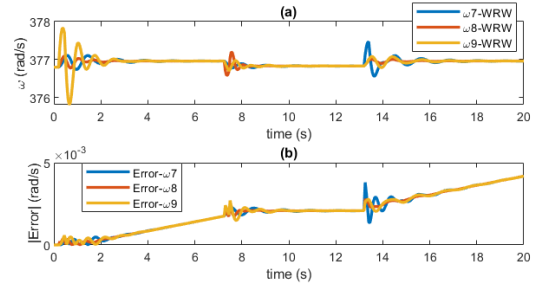 (a)
ω7-WRW
ω8-WRW
ω9-WRW
378
377
376
ω (rad/s)
0 2 4 6 8 10 12 14 16 18 20
time (s)
×10⁻³
(b)
Error-ω7
Error-ω8
Error-ω9
5
0
|Error| (rad/s)
0 2 4 6 8 10 12 14 16 18 20
time (s)